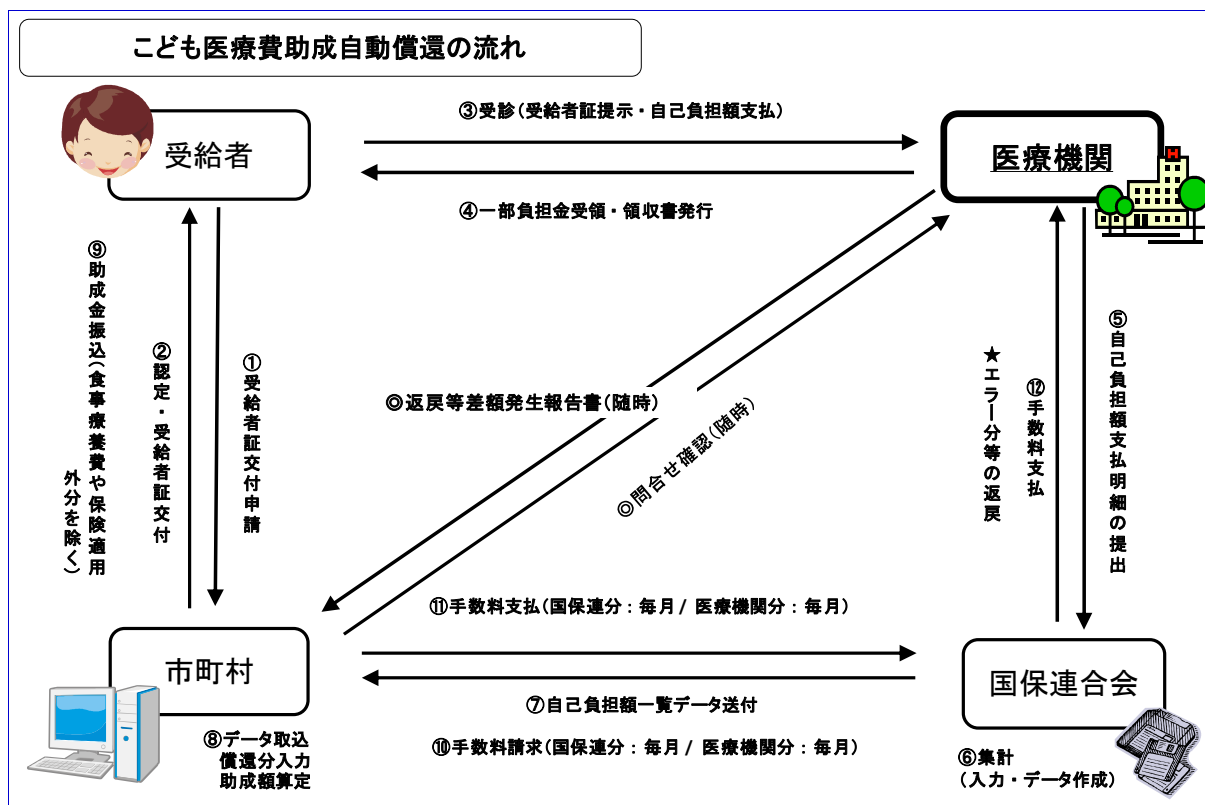 こども医療費助成自動償還の流れ
③受診(受給者証提示・自己負担額支払)
受給者
医療機関
H
④一部負担金受領・領収書発行
⑨助成金振込(食事療養費や保険適用
外分を除く)
②認定・受給者証交付
①受給者証交付申請
◎返戻等差額発生報告書(随時)
◎問合せ確認(随時)
★エラー分等の返戻
⑫手数料支払
⑤自己負担額支払明細の提出
⑪手数料支払(国保連分：毎月 / 医療機関分：毎月)
市町村
国保連合会
⑦自己負担額一覧データ送付
⑩手数料請求(国保連分：毎月 / 医療機関分：毎月)
⑧データ取込
償還分入力
助成額算定
⑥集計
(入力・データ作成)